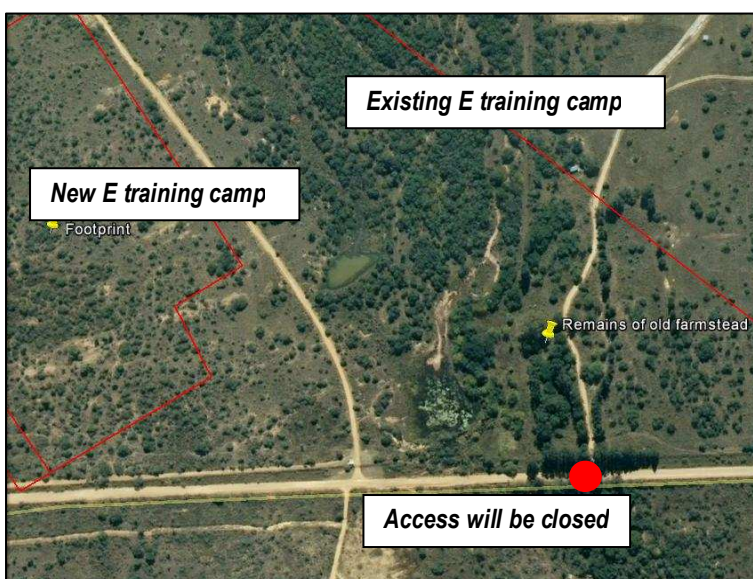 Existing E training camp
New E training camp
Footprint
Remains of old farmstead
Access will be closed